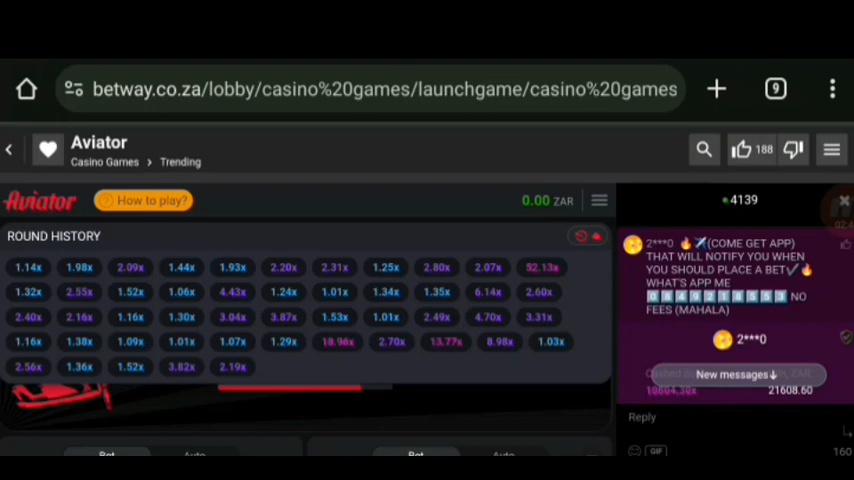 betway.co.za/lobby/casino%20games/launchgame/casino%20games
9
Aviator
Casino Games > Trending
188
Aviator
? How to play?
0.00 ZAR
4139
ROUND HISTORY
1.14x 1.98x 2.09x 1.44x 1.93x 2.20x 2.31x 1.25x 2.80x 2.07x 52.13x
1.32x 2.55x 1.52x 1.06x 4.43x 1.24x 1.01x 1.34x 1.35x 6.14x 2.60x
2.40x 2.16x 1.16x 1.30x 3.04x 3.87x 1.53x 1.01x 2.49x 4.70x 3.31x
1.16x 1.38x 1.09x 1.01x 1.07x 1.29x 18.96x 2.70x 13.77x 8.98x 1.03x
2.56x 1.36x 1.52x 3.82x 2.19x
Bet Auto
Bet Auto
2***0 🔥✈️(COME GET APP)
THAT WILL NOTIFY YOU WHEN
YOU SHOULD PLACE A BET✔️🔥
WHAT'S APP ME
0849218553 NO
FEES (MAHALA)
2***0
New messages↓
21608.60
Reply
GIF
160